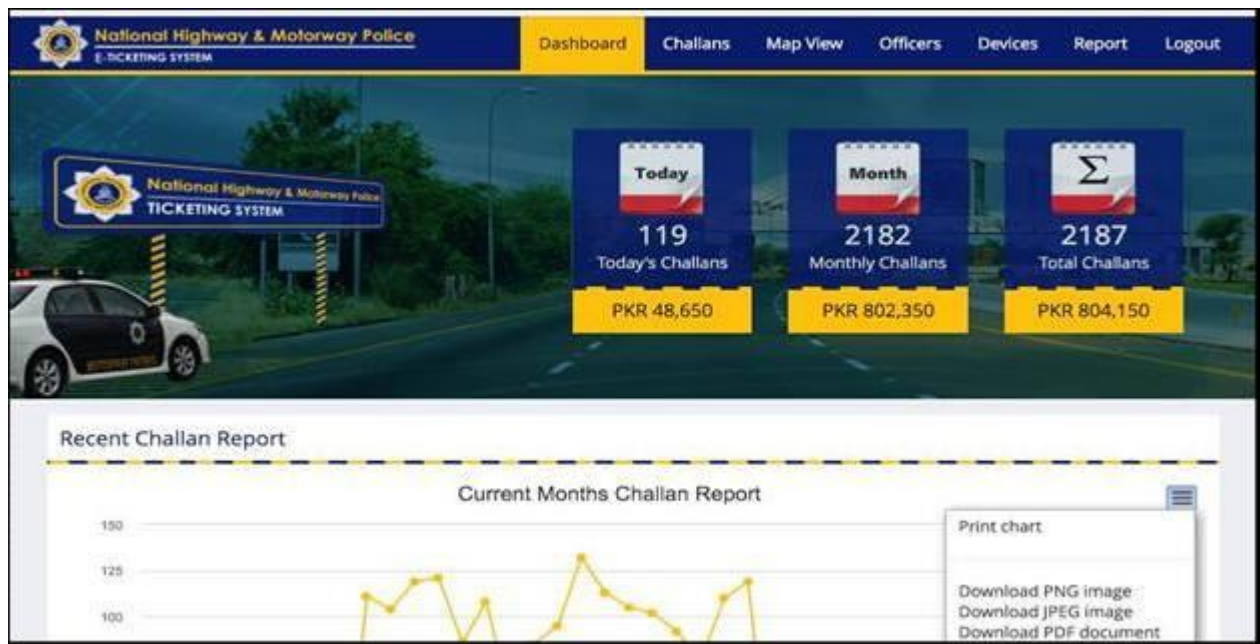 National Highway & Motorway Police
E-TICKETING SYSTEM
Dashboard Challans Map View Officers Devices Report Logout
National Highway & Motorway Police
TICKETING SYSTEM
Today Month Σ
119 2182 2187
Today's Challans Monthly Challans Total Challans
PKR 48,650 PKR 802,350 PKR 804,150
Recent Challan Report
Current Months Challan Report
150
125
100
Print chart
Download PNG image
Download JPEG image
Download PDF document